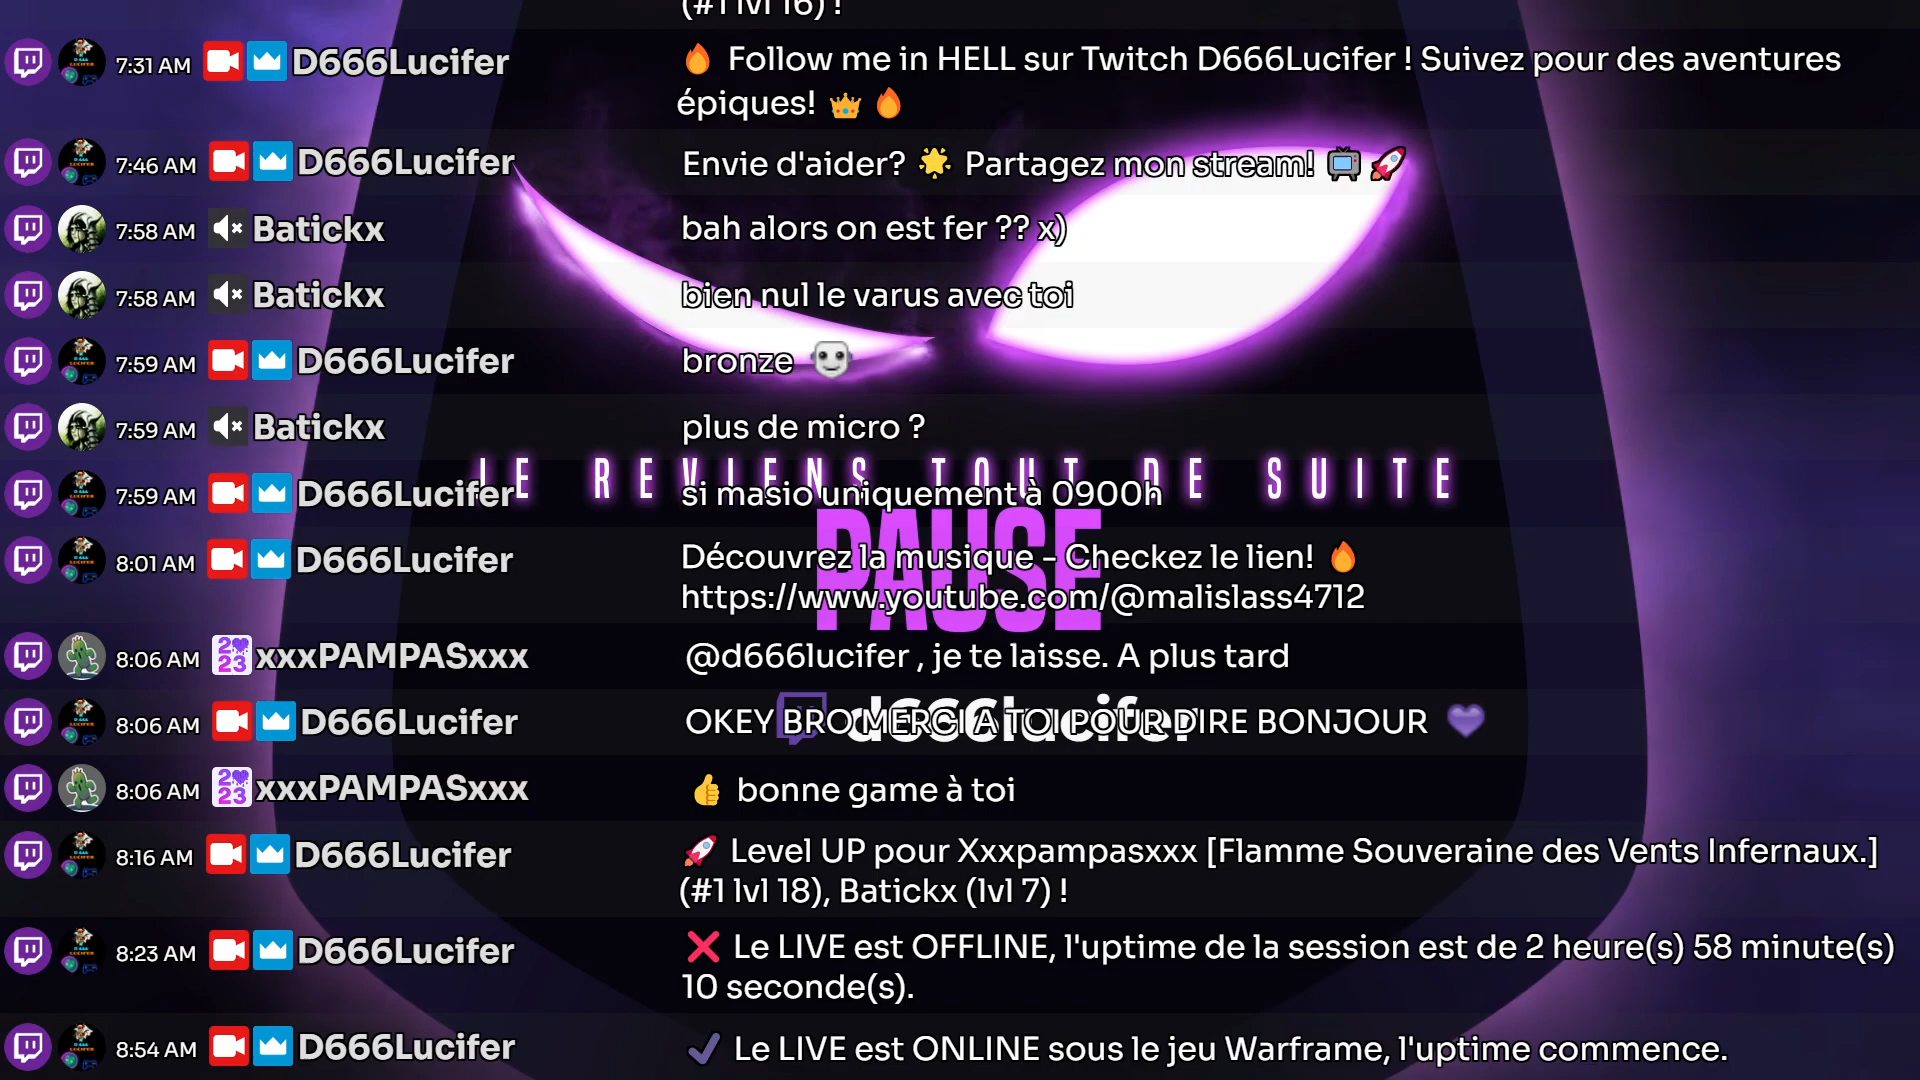 (#1 lvl 16) !
7:31 AM D666Lucifer 🔥 Follow me in HELL sur Twitch D666Lucifer ! Suivez pour des aventures
épiques! 👑 🔥
7:46 AM D666Lucifer Envie d'aider? 🌟 Partagez mon stream! 📺 🚀
7:58 AM Batickx bah alors on est fer ?? x)
7:58 AM Batickx bien nul le varus avec toi
7:59 AM D666Lucifer bronze
7:59 AM Batickx plus de micro ?
JE REVIENS TOUT DE SUITE
7:59 AM D666Lucifer si masio uniquement à 0900h
PAUSE
8:01 AM D666Lucifer Découvrez la musique - Checkez le lien! 🔥
https://www.youtube.com/@malislass4712
8:06 AM 2023 xxxPAMPASxxx @d666lucifer , je te laisse. A plus tard
d666lucifer
8:06 AM D666Lucifer OKEY BRO MERCI A TOI POUR DIRE BONJOUR 💜
8:06 AM 2023 xxxPAMPASxxx 👍 bonne game à toi
8:16 AM D666Lucifer 🚀 Level UP pour Xxxpampasxxx [Flamme Souveraine des Vents Infernaux.]
(#1 lvl 18), Batickx (lvl 7) !
8:23 AM D666Lucifer ❌ Le LIVE est OFFLINE, l'uptime de la session est de 2 heure(s) 58 minute(s)
10 seconde(s).
8:54 AM D666Lucifer ✔ Le LIVE est ONLINE sous le jeu Warframe, l'uptime commence.